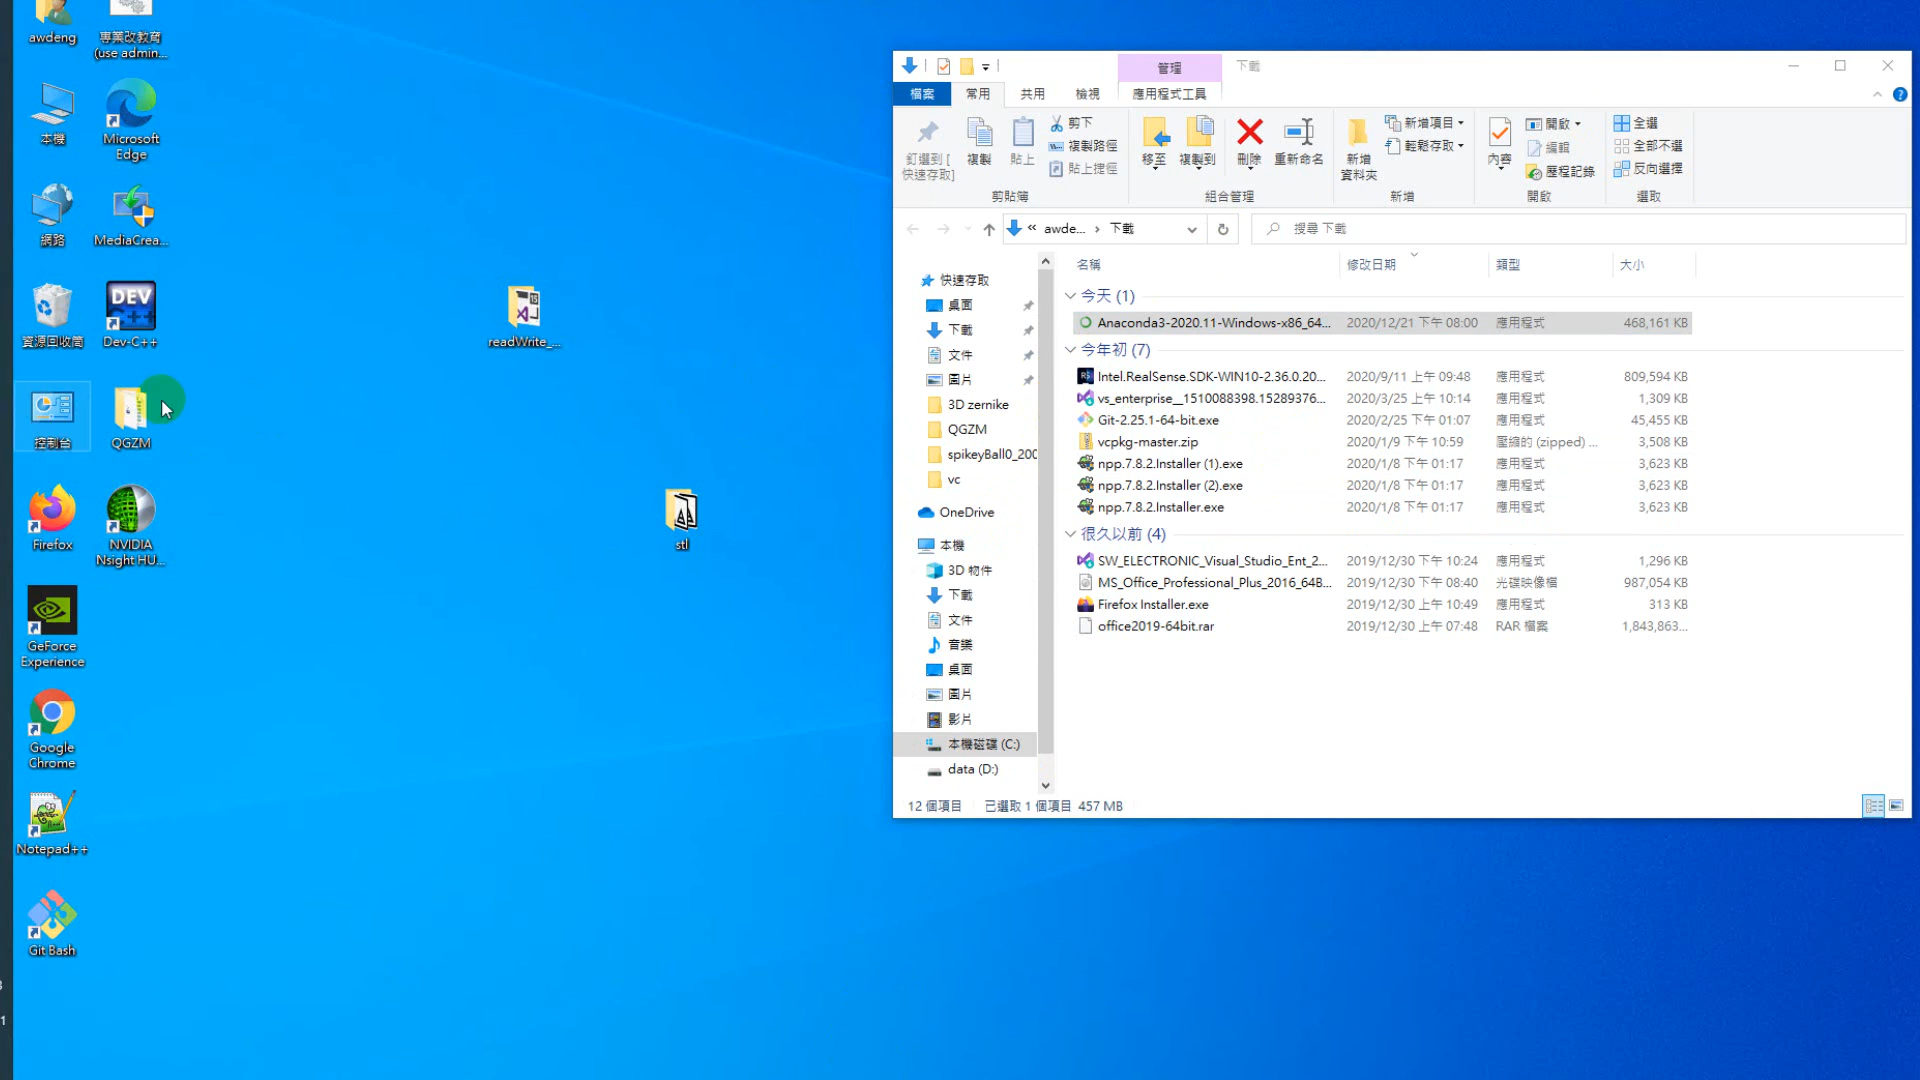 awdeng
專業改教育
(use admin...
本機
Microsoft
Edge
網路
MediaCrea...
資源回收筒
DEV
C++
Dev-C++
控制台
QGZM
Firefox
NVIDIA
Nsight HU...
GeForce
Experience
Google
Chrome
Notepad++
Git Bash
readWrite_...
stl
管理
下載
檔案
常用
共用
檢視
應用程式工具
釘選到 [
快速存取]
複製
貼上
剪下
複製路徑
貼上捷徑
剪貼簿
移至
複製到
刪除
重新命名
組合管理
新增
資料夾
新增項目
輕鬆存取
新增
內容
開啟
編輯
歷程記錄
開啟
全選
全部不選
反向選擇
選取
« awde... › 下載
搜尋 下載
快速存取
桌面
下載
文件
圖片
3D zernike
QGZM
spikeyBall0_200
vc
OneDrive
本機
3D 物件
下載
文件
音樂
桌面
圖片
影片
本機磁碟 (C:)
data (D:)
名稱 修改日期 類型 大小
今天 (1)
Anaconda3-2020.11-Windows-x86_64... 2020/12/21 下午 08:00 應用程式 468,161 KB
今年初 (7)
Intel.RealSense.SDK-WIN10-2.36.0.20... 2020/9/11 上午 09:48 應用程式 809,594 KB
vs_enterprise__1510088398.15289376... 2020/3/25 上午 10:14 應用程式 1,309 KB
Git-2.25.1-64-bit.exe 2020/2/25 上午 01:07 應用程式 45,455 KB
vcpkg-master.zip 2020/1/9 下午 10:59 壓縮的 (zipped) ... 3,508 KB
npp.7.8.2.Installer (1).exe 2020/1/8 下午 01:17 應用程式 3,623 KB
npp.7.8.2.Installer (2).exe 2020/1/8 下午 01:17 應用程式 3,623 KB
npp.7.8.2.Installer.exe 2020/1/8 下午 01:17 應用程式 3,623 KB
很久以前 (4)
SW_ELECTRONIC_Visual_Studio_Ent_2... 2019/12/30 下午 10:24 應用程式 1,296 KB
MS_Office_Professional_Plus_2016_64B... 2019/12/30 下午 08:40 光碟映像檔 987,054 KB
Firefox Installer.exe 2019/12/30 上午 10:49 應用程式 313 KB
office2019-64bit.rar 2019/12/30 上午 07:48 RAR 檔案 1,843,863...
12 個項目 已選取 1 個項目 457 MB